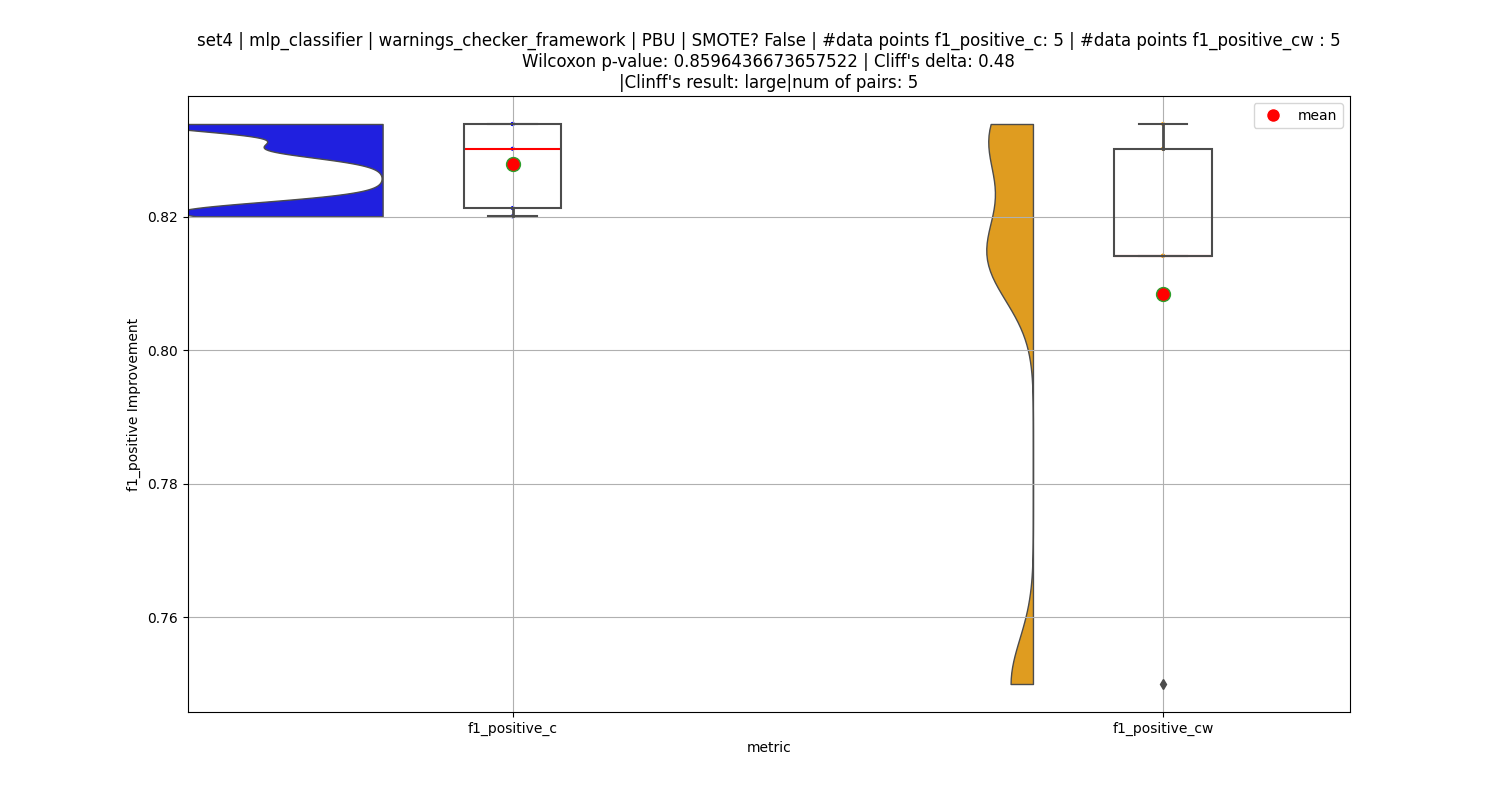 set4 | mlp_classifier | warnings_checker_framework | PBU | SMOTE? False | #data points f1_positive_c: 5 | #data points f1_positive_cw : 5
Wilcoxon p-value: 0.8596436673657522 | Cliff's delta: 0.48
|Clinff's result: large|num of pairs: 5
mean
0.82
0.80
0.78
0.76
f1_positive Improvement
f1_positive_c
f1_positive_cw
metric